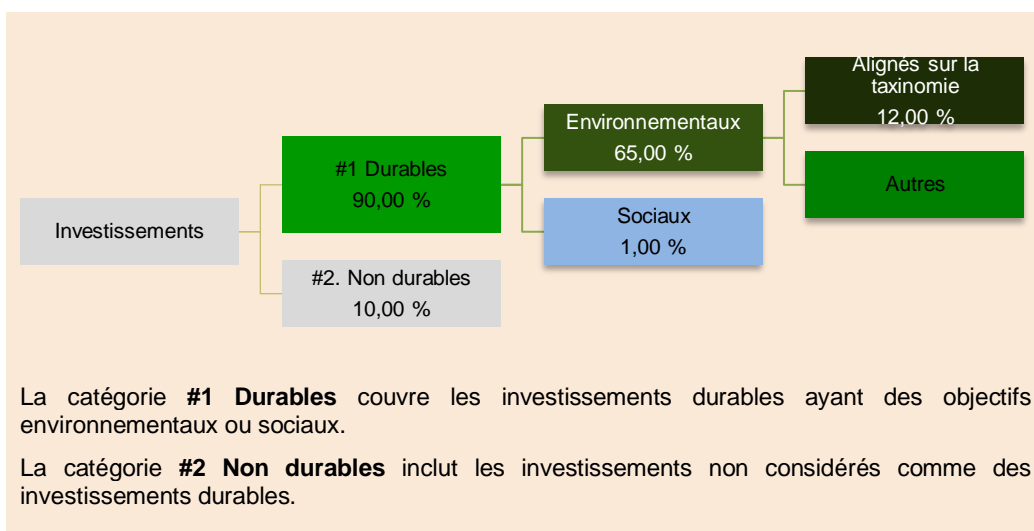 Investissements
#1 Durables
90,00 %
#2. Non durables
10,00 %
Environnementaux
65,00 %
Sociaux
1,00 %
Alignés sur la
taxinomie
12,00 %
Autres
La catégorie #1 Durables couvre les investissements durables ayant des objectifs
environnementaux ou sociaux.
La catégorie #2 Non durables inclut les investissements non considérés comme des
investissements durables.